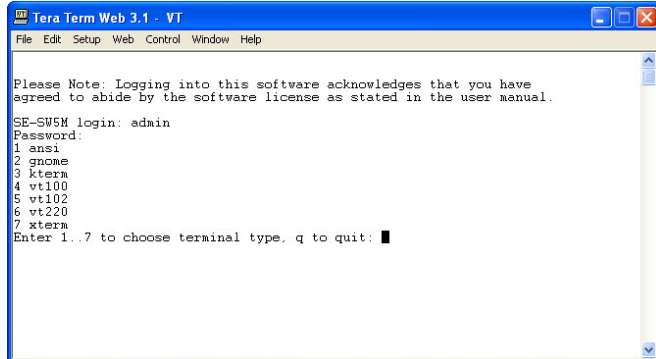 Tera Term Web 3.1 - VT
File Edit Setup Web Control Window Help
Please Note: Logging into this software acknowledges that you have
agreed to abide by the software license as stated in the user manual.
SE-SW5M login: admin
Password:
1 ansi
2 gnome
3 kterm
4 vt100
5 vt102
6 vt220
7 xterm
Enter 1..7 to choose terminal type, q to quit: